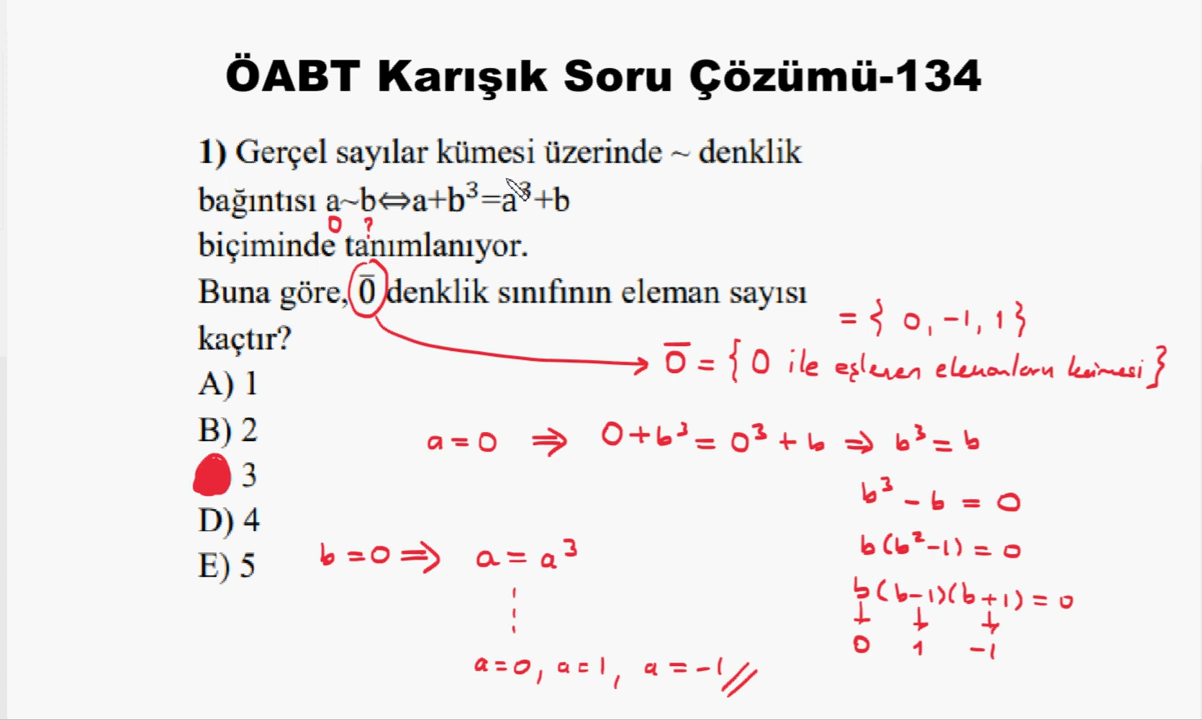 ÖABT Karışık Soru Çözümü-134
1) Gerçel sayılar kümesi üzerinde ~ denklik
bağıntısı a~b⇔a+b³=a³+b
0 ?
biçiminde tanımlanıyor.
Buna göre, 0̅ denklik sınıfının eleman sayısı
kaçtır?
= { 0, -1, 1 }
0̅ = { 0 ile eşlenen elemanların kümesi }
A) 1
B) 2
3
D) 4
E) 5
a = 0 ⇒ 0 + b³ = 0³ + b ⇒ b³ = b
b³ - b = 0
b (b² - 1) = 0
b (b - 1)(b + 1) = 0
0 1 -1
b = 0 ⇒ a = a³
a = 0, a = 1, a = -1 //